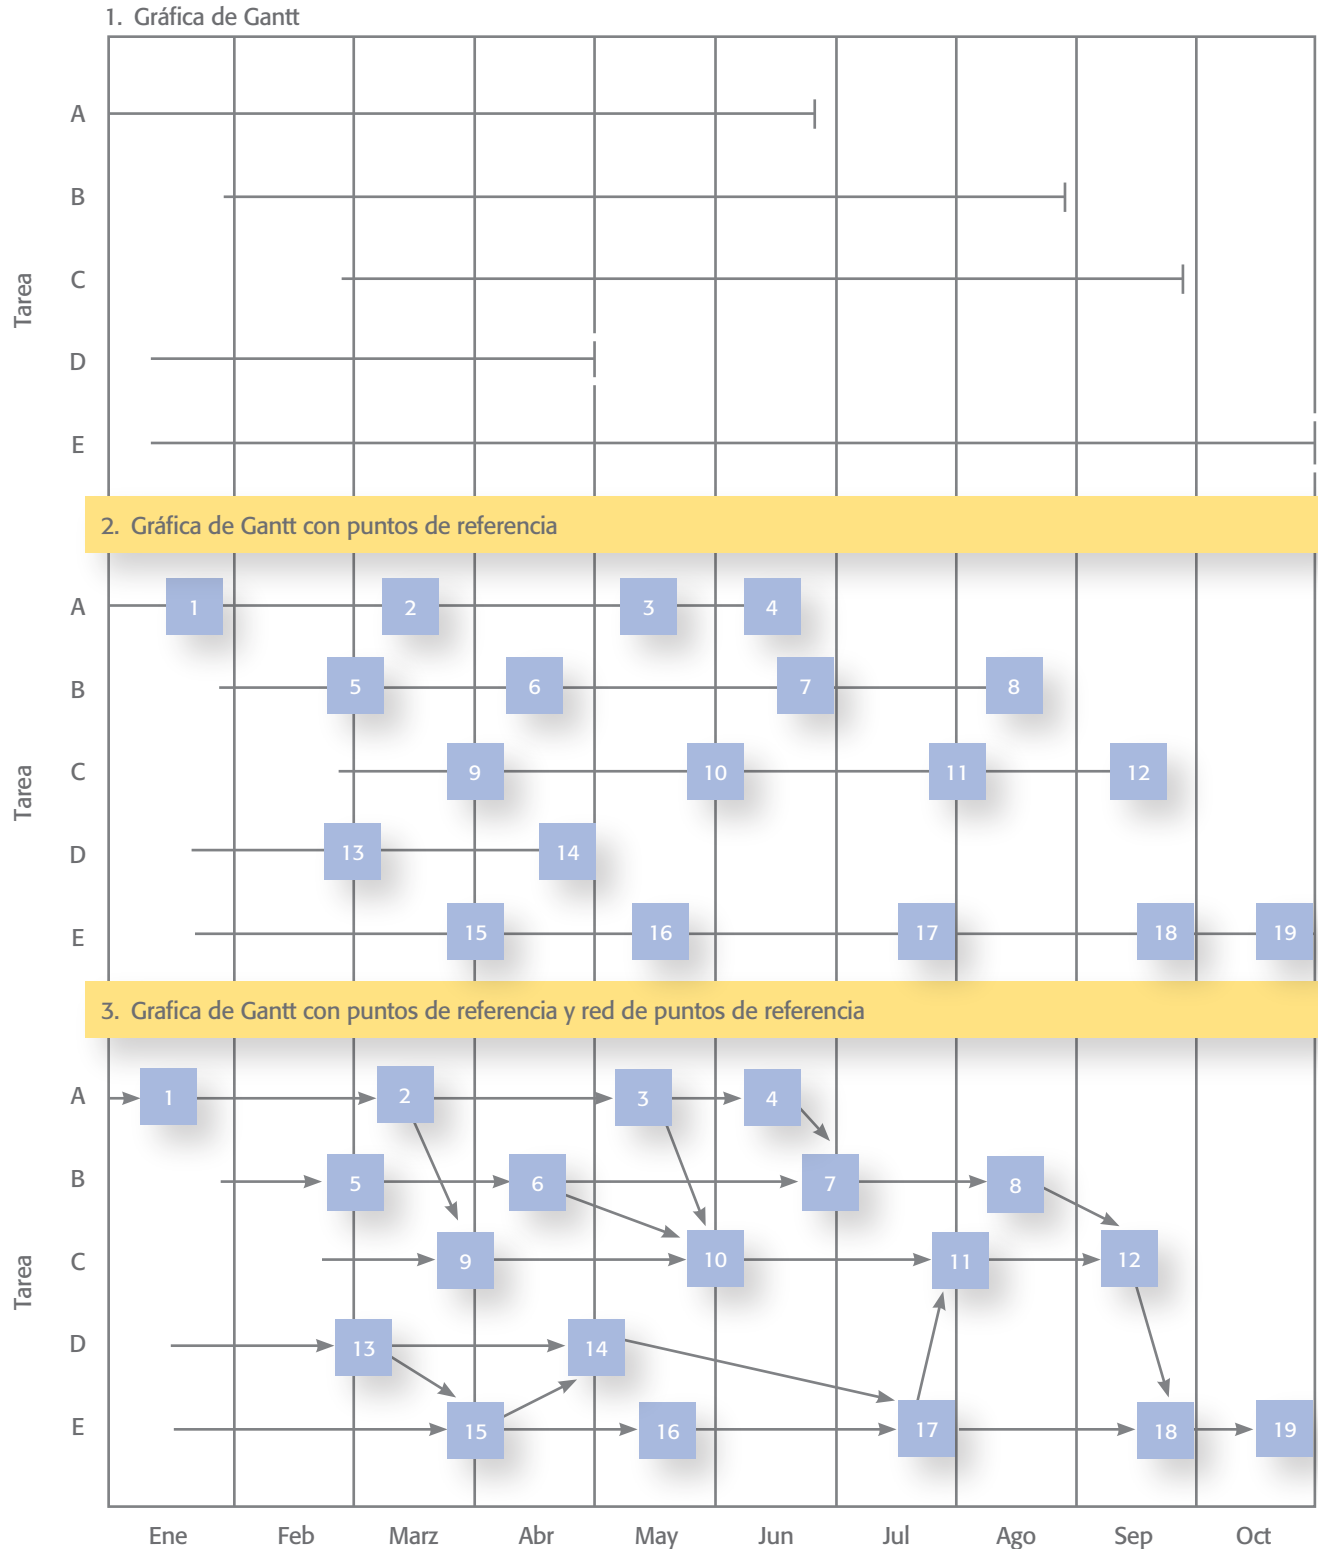 1. Gráfica de Gantt
A
B
C
D
E
Tarea
2. Gráfica de Gantt con puntos de referencia
A
1
2
3
4
B
5
6
7
8
C
9
10
11
12
D
13
14
E
15
16
17
18
19
Tarea
3. Grafica de Gantt con puntos de referencia y red de puntos de referencia
A
1
2
3
4
B
5
6
7
8
C
9
10
11
12
D
13
14
E
15
16
17
18
19
Tarea
Ene Feb Marz Abr May Jun Jul Ago Sep Oct